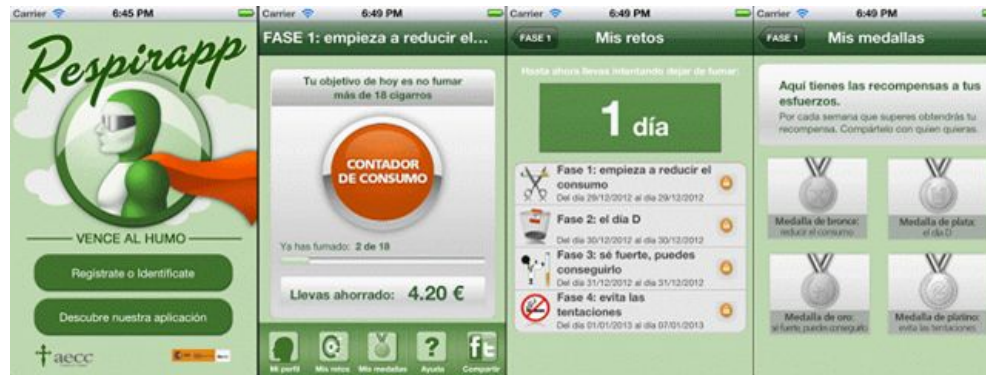 Carrier 6:45 PM
Respirapp
VENCE AL HUMO
Regístrate o Identifícate
Descubre nuestra aplicación
aecc
Carrier 6:49 PM
FASE 1: empieza a reducir el...
Tu objetivo de hoy es no fumar
más de 18 cigarros
CONTADOR
DE CONSUMO
Ya has fumado: 2 de 18
Llevas ahorrado: 4.20 €
Mi perfil Mis retos Mis medallas Ayuda Compartir
Carrier 6:49 PM
FASE 1 Mis retos
Hasta ahora llevas intentando dejar de fumar:
1 día
Fase 1: empieza a reducir el
consumo
Del día 29/12/2012 al día 29/12/2012
Fase 2: el día D
Del día 30/12/2012 al día 30/12/2012
Fase 3: sé fuerte, puedes
conseguirlo
Del día 31/12/2012 al día 31/12/2012
Fase 4: evita las
tentaciones
Del día 01/01/2013 al día 07/01/2013
Carrier 6:49 PM
FASE 1 Mis medallas
Aquí tienes las recompensas a tus
esfuerzos.
Por cada semana que superes obtendrás tu
recompensa. Compártelo con quien quieras.
Medalla de bronce:
reducir el consumo
Medalla de plata:
el día D
Medalla de oro:
sé fuerte, puedes conseguirlo
Medalla de platino:
evita las tentaciones